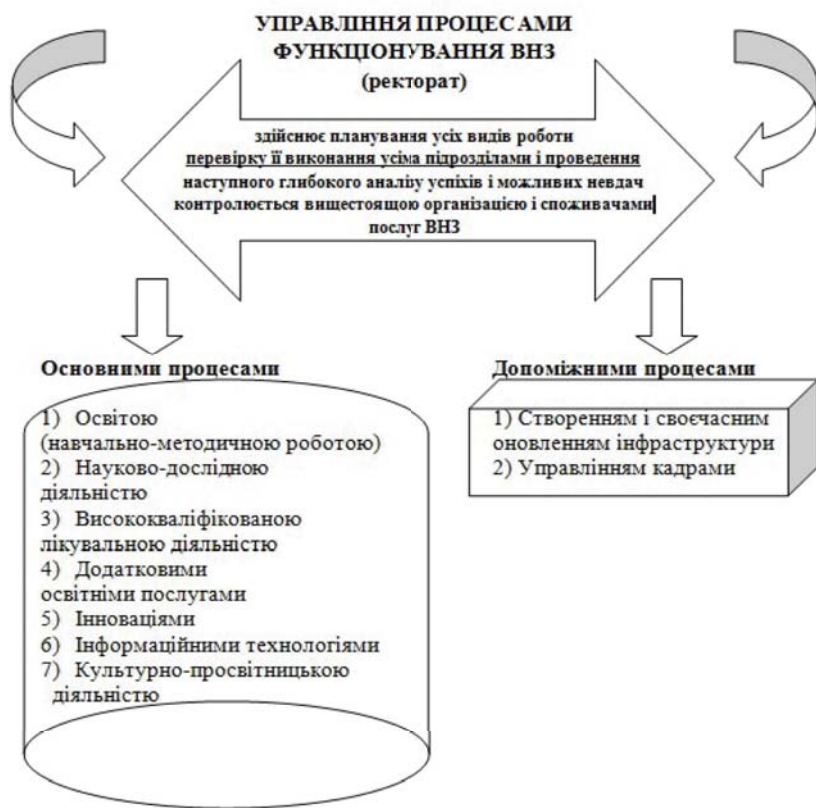 УПРАВЛІННЯ ПРОЦЕСАМИ
ФУНКЦІОНУВАННЯ ВНЗ
(ректорат)
здійснює планування усіх видів роботи
перевірку її виконання усіма підрозділами і проведення
наступного глибокого аналізу успіхів і можливих невдач
контролюється вищестоящою організацією і споживачами
послуг ВНЗ
Основними процесами
1) Освітою
(навчально-методичною роботою)
2) Науково-дослідною
діяльністю
3) Висококваліфікованою
лікувальною діяльністю
4) Додатковими
освітніми послугами
5) Інноваціями
6) Інформаційними технологіями
7) Культурно-просвітницькою
діяльністю
Допоміжними процесами
1) Створенням і своєчасним
оновленням інфраструктури
2) Управлінням кадрами